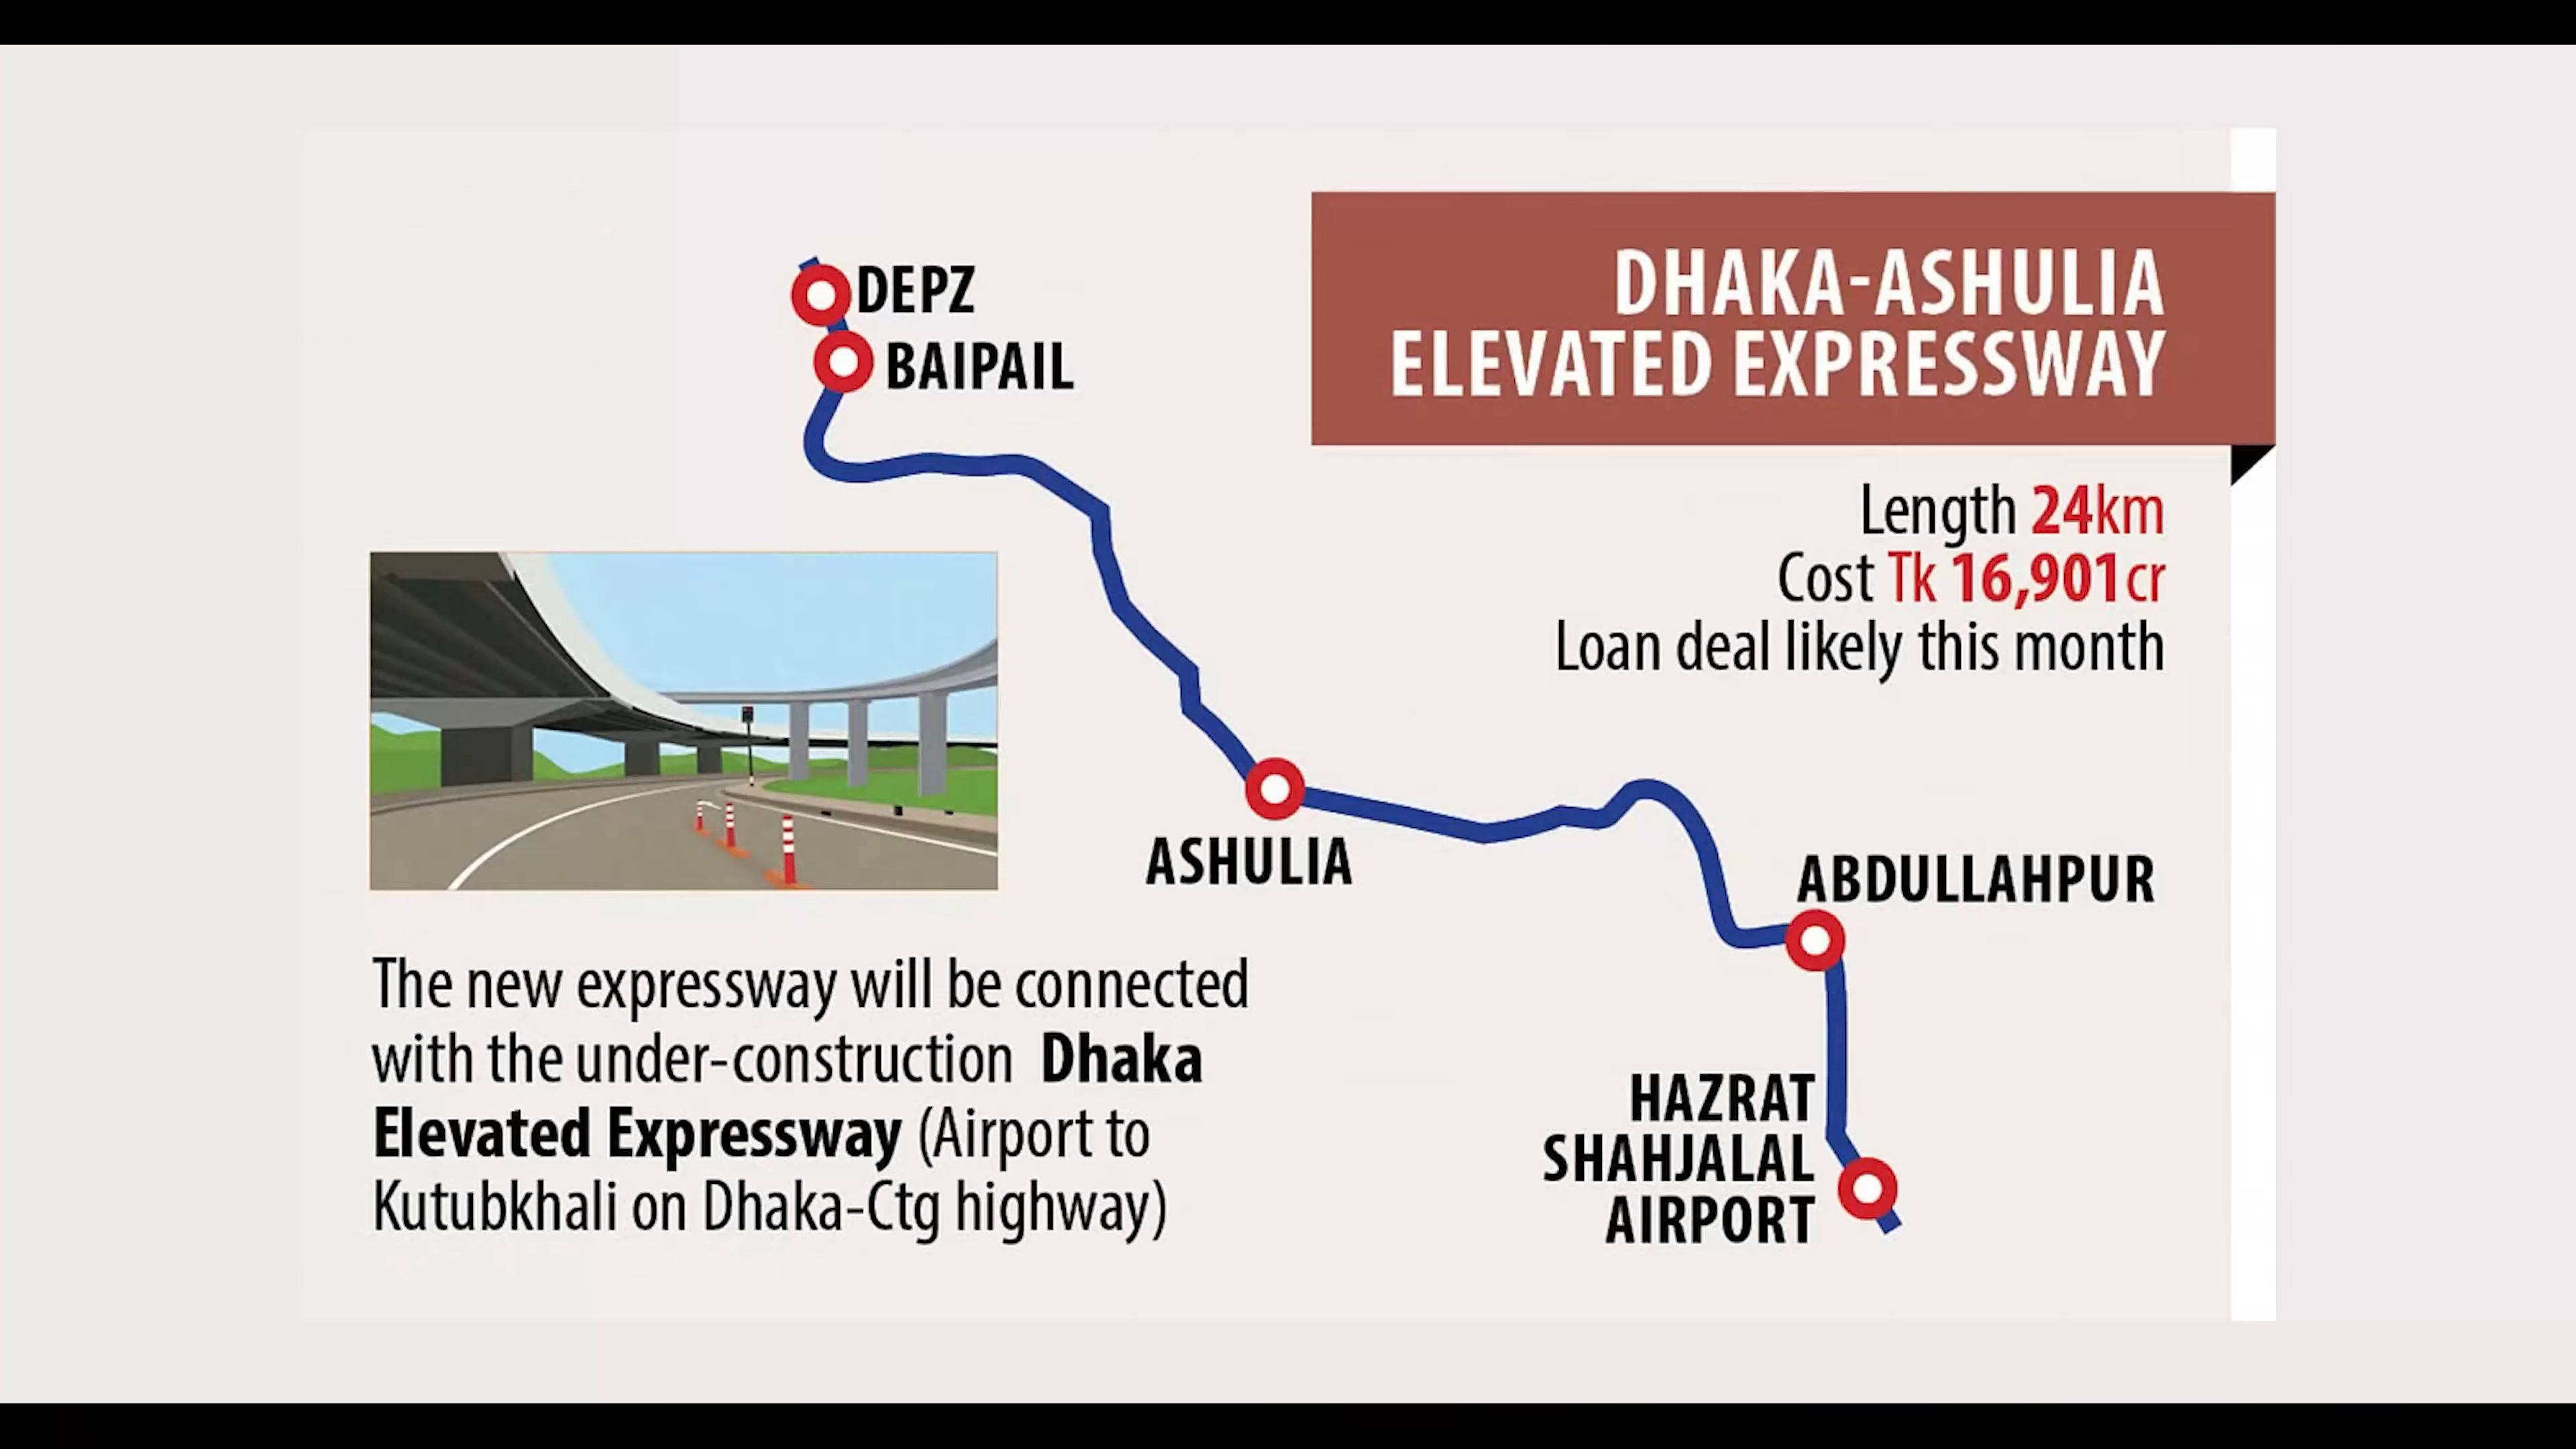 DHAKA-ASHULIA
ELEVATED EXPRESSWAY
Length 24km
Cost Tk 16,901cr
Loan deal likely this month
DEPZ
BAIPAIL
ASHULIA
ABDULLAHPUR
HAZRAT
SHAHJALAL
AIRPORT
The new expressway will be connected
with the under-construction Dhaka
Elevated Expressway (Airport to
Kutubkhali on Dhaka-Ctg highway)